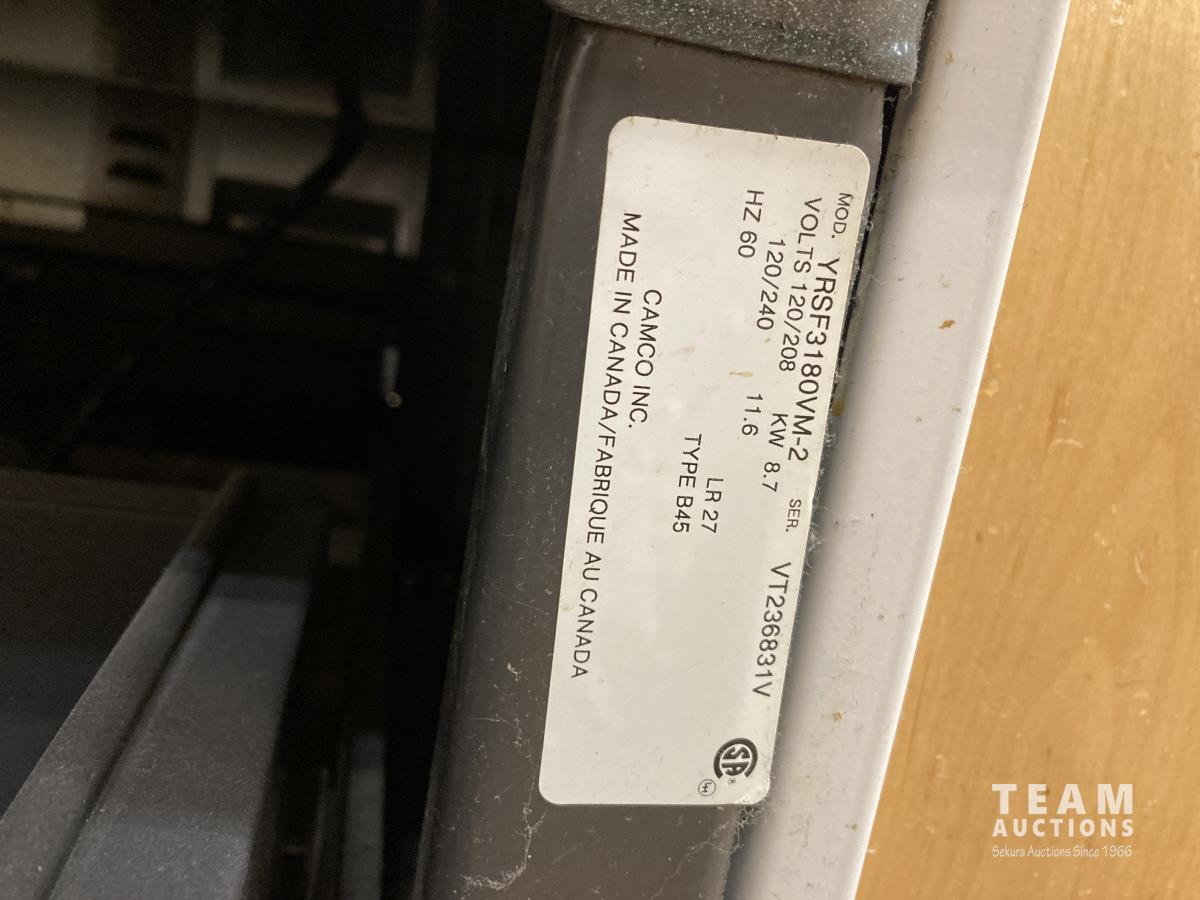 MOD. YRSF3180VM-2 SER. VT236831V
VOLTS 120/208 KW 8.7
120/240 11.6
HZ 60
LR 27
TYPE B45
CAMCO INC.
MADE IN CANADA/FABRIQUE AU CANADA
SA
TEAM
AUCTIONS
Sekura Auctions Since 1966